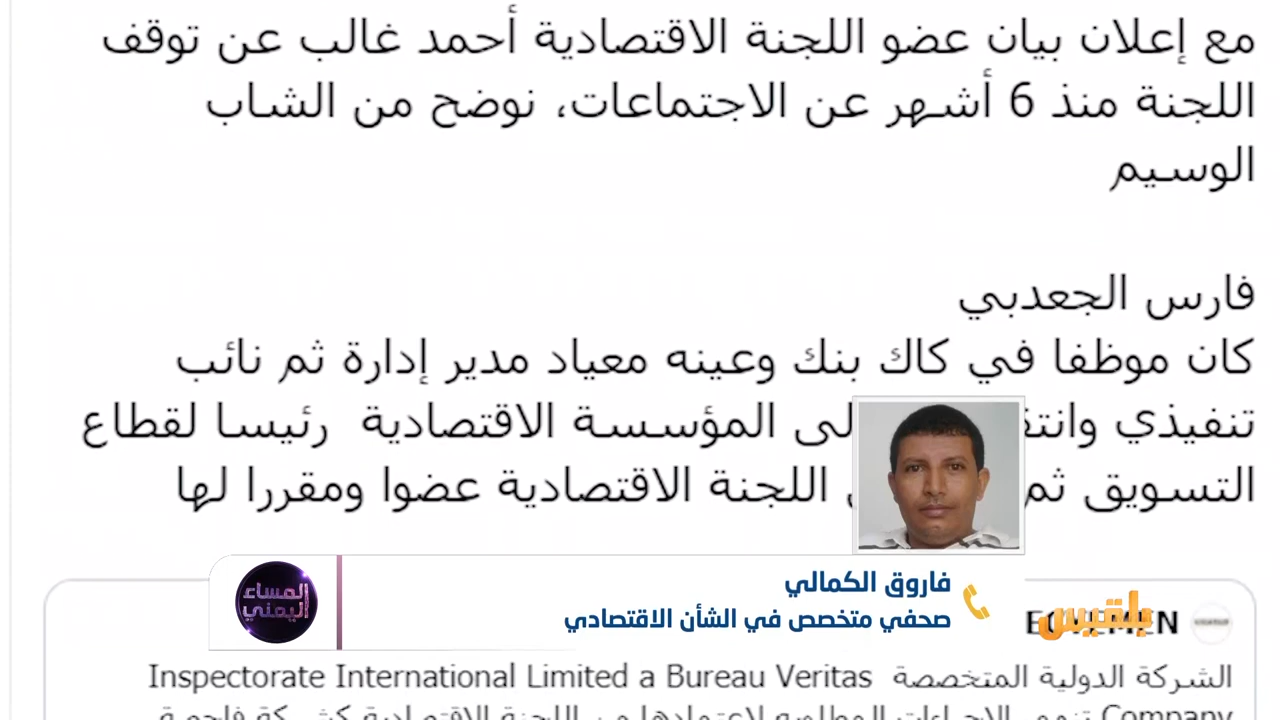 مع إعلان بيان عضو اللجنة الاقتصادية أحمد غالب عن توقف
اللجنة منذ 6 أشهر عن الاجتماعات، نوضح من الشاب
الوسيم
فارس الجعدبي
كان موظفا في كاك بنك وعينه معياد مدير إدارة ثم نائب
تنفيذي لى المؤسسة الاقتصادية رئيسا لقطاع
التسويق ثم اللجنة الاقتصادية عضوا ومقررا لها
المساء
اليمني
فاروق الكمالي
صحفي متخصص في الشأن الاقتصادي
بلقيس
الشركة الدولية المتخصصة Inspectorate International Limited a Bureau Veritas
Company